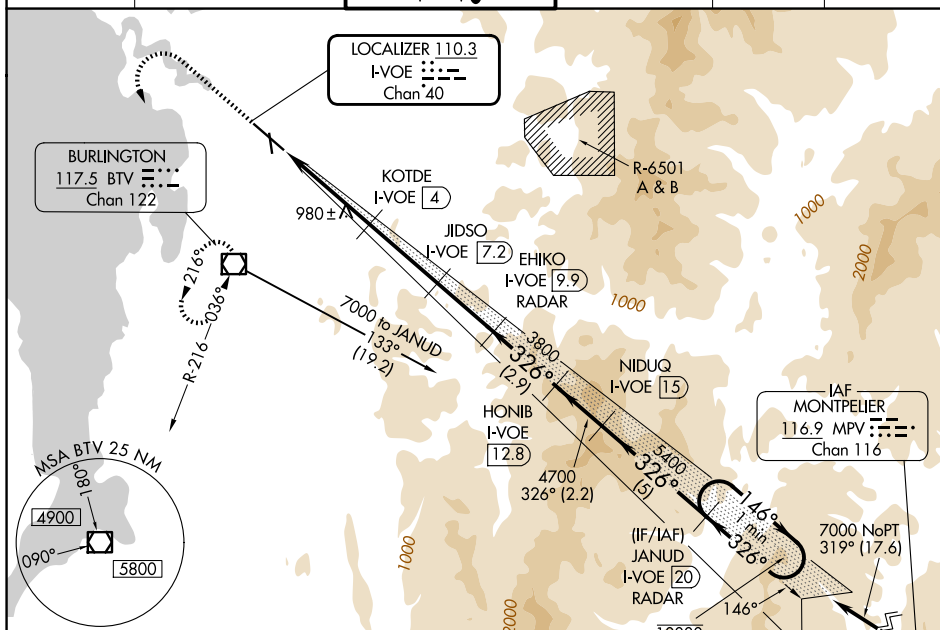 LOCALIZER 110.3
I-VOE
Chan 40
BURLINGTON
117.5 BTV
Chan 122
R-6501
A & B
KOTDE
I-VOE 4
980 ±
JIDSO
I-VOE 7.2
EHIKO
I-VOE 9.9
RADAR
1000
2000
1000
216°
036°
R-216
7000 to JANUD
133°
(19.2)
3800
326°
(2.9)
NIDUQ
I-VOE 15
HONIB
I-VOE
12.8
4700
326° (2.2)
5400
326°
(5)
IAF
MONTPELIER
116.9 MPV
Chan 116
146°
1 min
326°
7000 NoPT
319° (17.6)
(IF/IAF)
JANUD
I-VOE 20
RADAR
146°
MSA BTV 25 NM
180°
4900
090°
5800
1000
2000